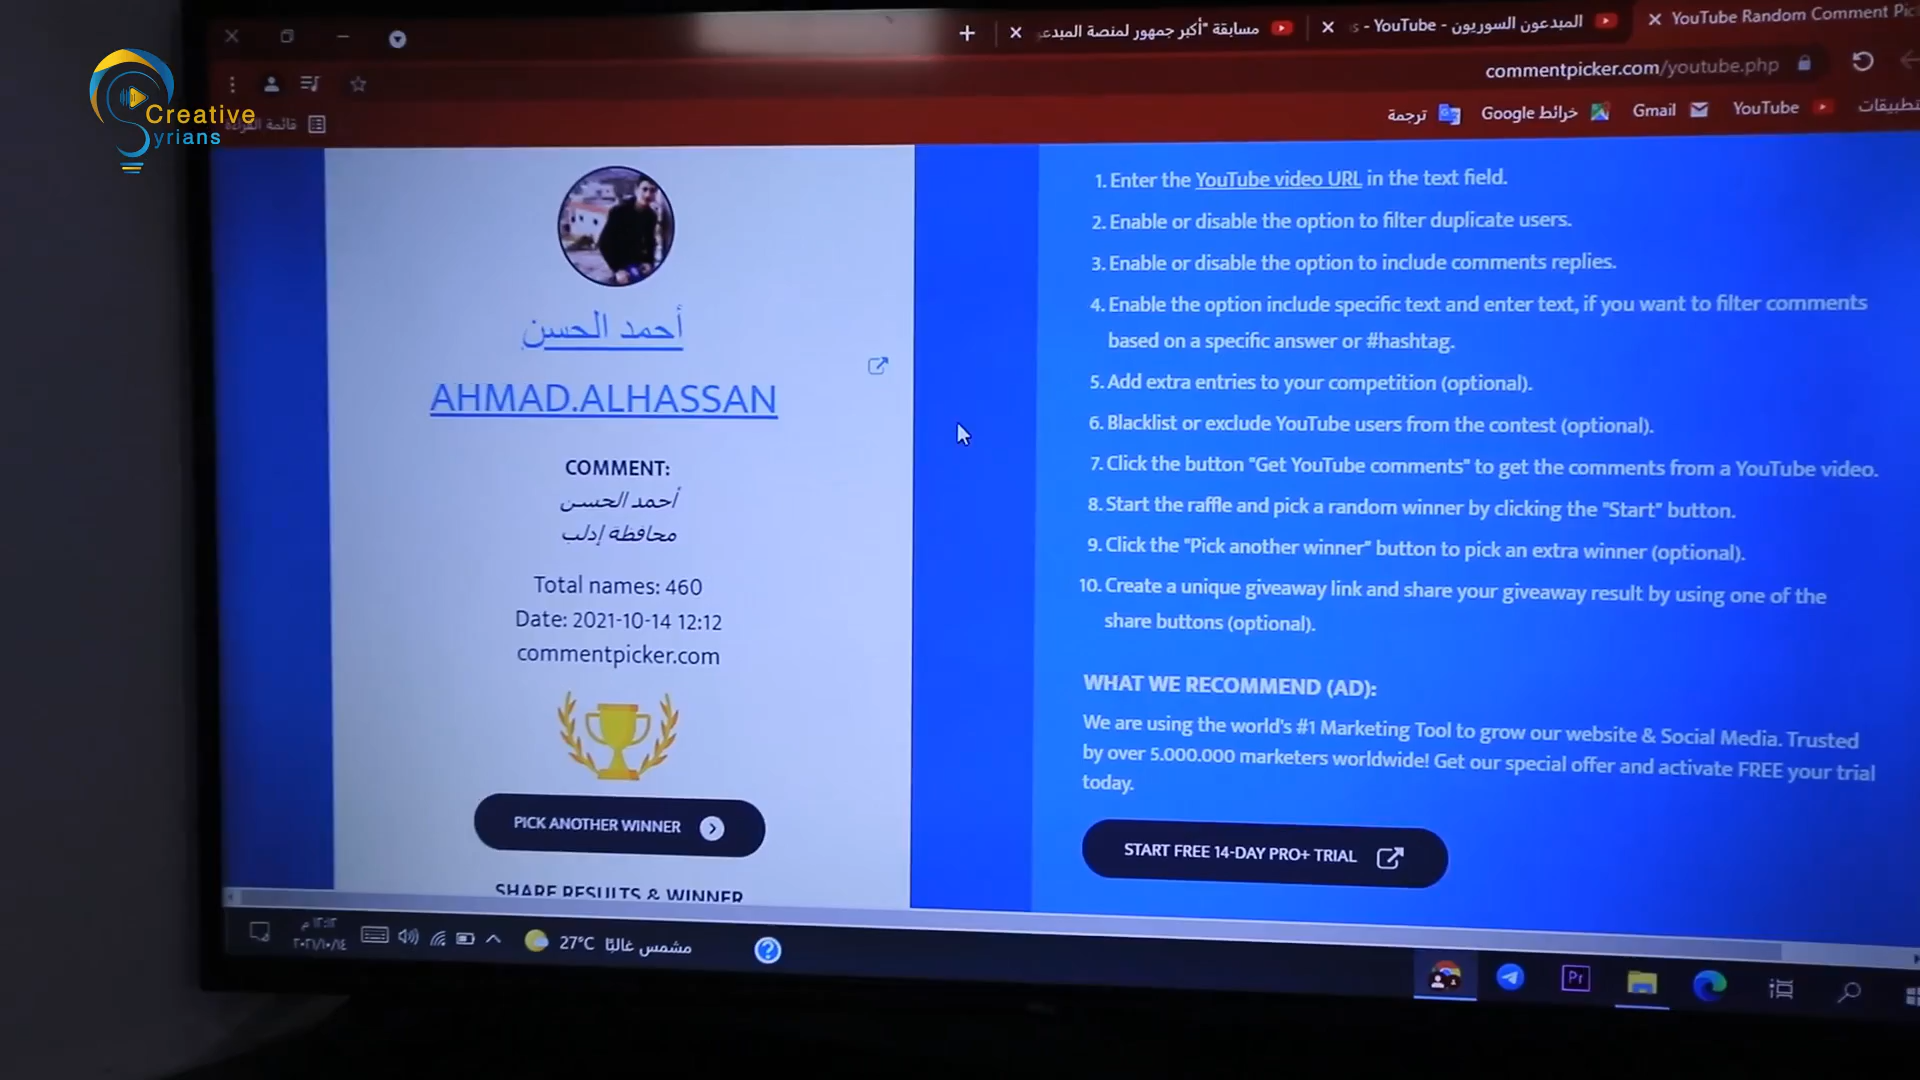 Creative
Syrians
مسابقة "أكبر جمهور لمنصة المبدعو
المبدعون السوريون - YouTube
YouTube Random Comment Pic
commentpicker.com/youtube.php
قائمة القراءة
ترجمة
خرائط Google
Gmail
YouTube
تطبيقات
أحمد الحسن
AHMAD.ALHASSAN
COMMENT:
أحمد الحسن
محافظة إدلب
Total names: 460
Date: 2021-10-14 12:12
commentpicker.com
PICK ANOTHER WINNER
SHARE RESULTS & WINNER
1. Enter the YouTube video URL in the text field.
2. Enable or disable the option to filter duplicate users.
3. Enable or disable the option to include comments replies.
4. Enable the option include specific text and enter text, if you want to filter comments
based on a specific answer or #hashtag.
5. Add extra entries to your competition (optional).
6. Blacklist or exclude YouTube users from the contest (optional).
7. Click the button "Get YouTube comments" to get the comments from a YouTube video.
8. Start the raffle and pick a random winner by clicking the "Start" button.
9. Click the "Pick another winner" button to pick an extra winner (optional).
10. Create a unique giveaway link and share your giveaway result by using one of the
share buttons (optional).
WHAT WE RECOMMEND (AD):
We are using the world's #1 Marketing Tool to grow our website & Social Media. Trusted
by over 5.000.000 marketers worldwide! Get our special offer and activate FREE your trial
today.
START FREE 14-DAY PRO+ TRIAL
١٢:١٢ م
٢٠٢١/١٠/١٤
27°C مشمس غالبًا
Pr